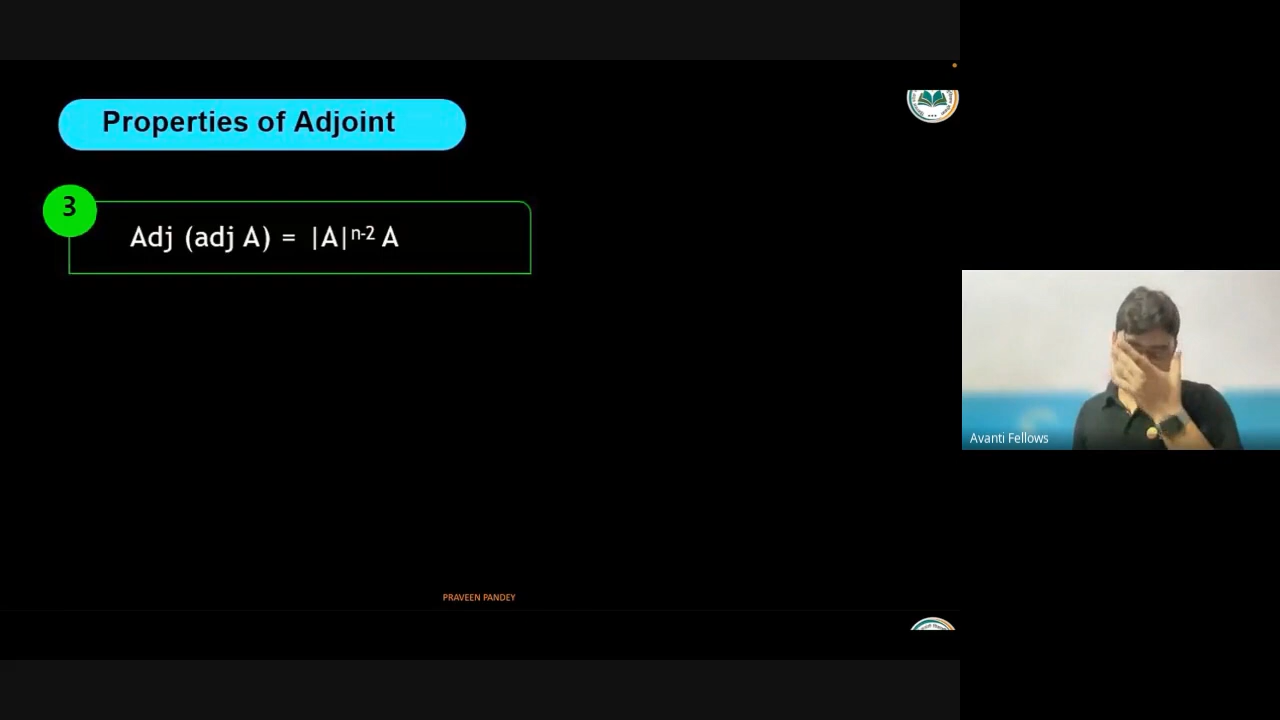 Properties of Adjoint
3
Adj (adj A) = |A|ⁿ⁻² A
Avanti Fellows
PRAVEEN PANDEY